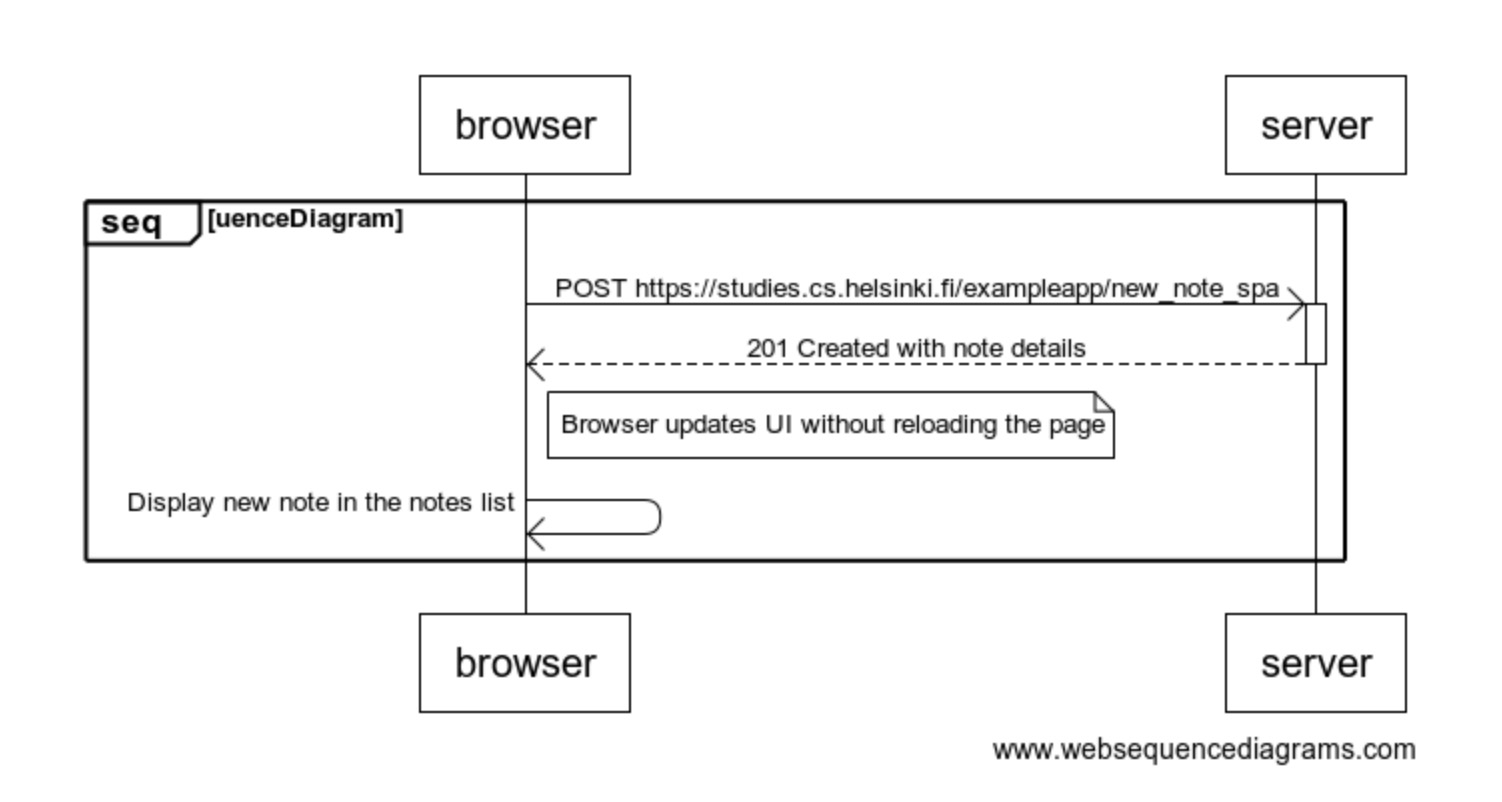 browser
server
seq [uenceDiagram]
POST https://studies.cs.helsinki.fi/exampleapp/new_note_spa
201 Created with note details
Browser updates UI without reloading the page
Display new note in the notes list
browser
server
www.websequencediagrams.com